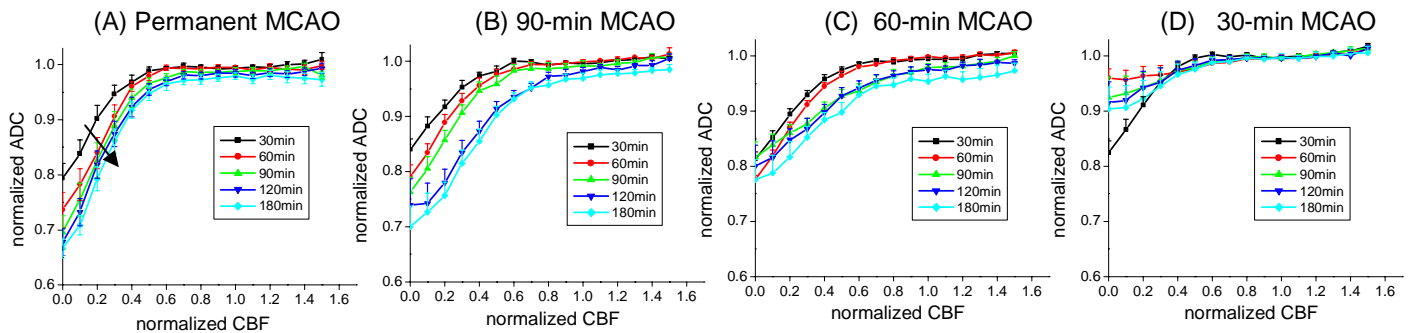 (A) Permanent MCAO
normalized ADC
1.0
0.9
0.8
0.7
0.6
30min
60min
90min
120min
180min
0.0 0.2 0.4 0.6 0.8 1.0 1.2 1.4 1.6
normalized CBF
(B) 90-min MCAO
normalized ADC
1.0
0.9
0.8
0.7
0.6
30min
60min
90min
120min
180min
0.0 0.2 0.4 0.6 0.8 1.0 1.2 1.4 1.6
normalized CBF
(C) 60-min MCAO
normalized ADC
1.0
0.9
0.8
0.7
0.6
30min
60min
90min
120min
180min
0.0 0.2 0.4 0.6 0.8 1.0 1.2 1.4 1.6
normalized CBF
(D) 30-min MCAO
normalized ADC
1.0
0.9
0.8
0.7
0.6
30min
60min
90min
120min
180min
0.0 0.2 0.4 0.6 0.8 1.0 1.2 1.4 1.6
normalized CBF